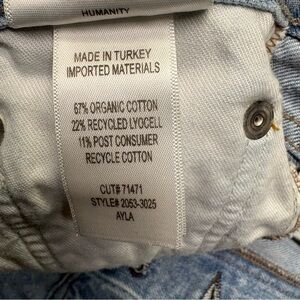 HUMANITY
MADE IN TURKEY
IMPORTED MATERIALS
67% ORGANIC COTTON
22% RECYCLED LYOCELL
11% POST CONSUMER
RECYCLE COTTON
CUT# 71471
STYLE# 2053-3025
AYLA